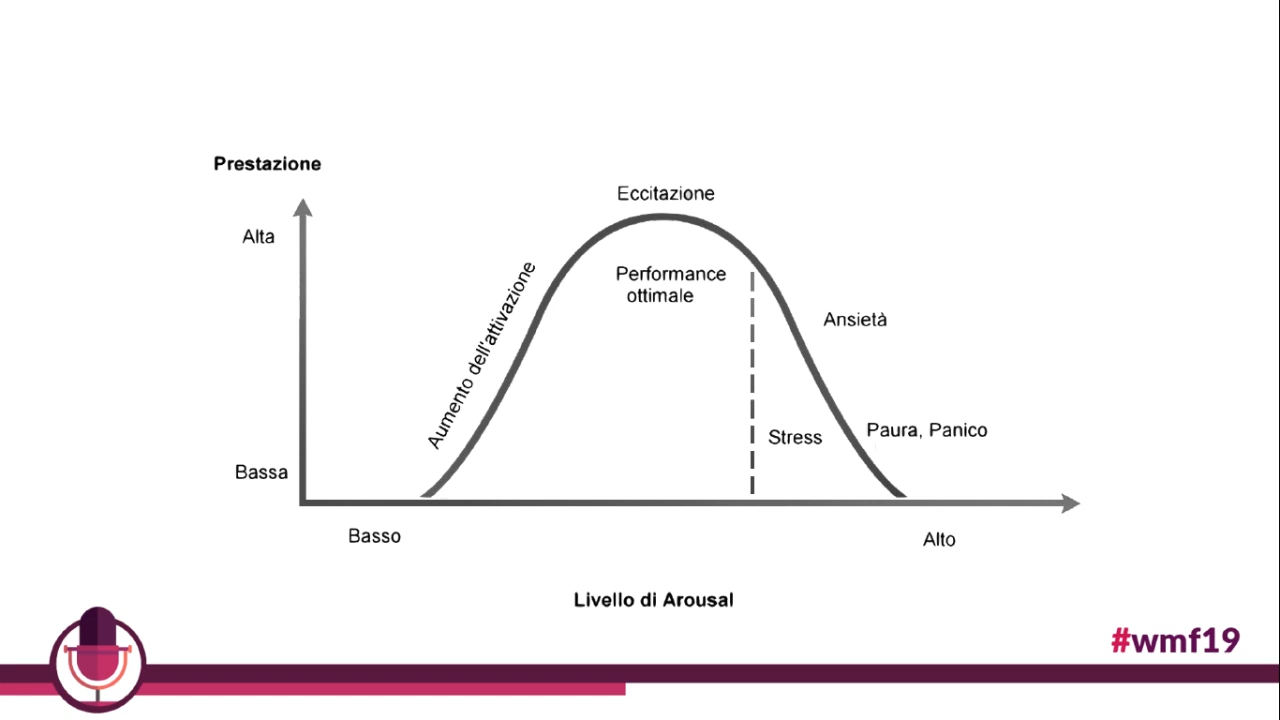 Prestazione
Eccitazione
Alta
Aumento dell'attivazione
Performance
ottimale
Ansietà
Stress
Paura, Panico
Bassa
Basso
Alto
Livello di Arousal
#wmf19